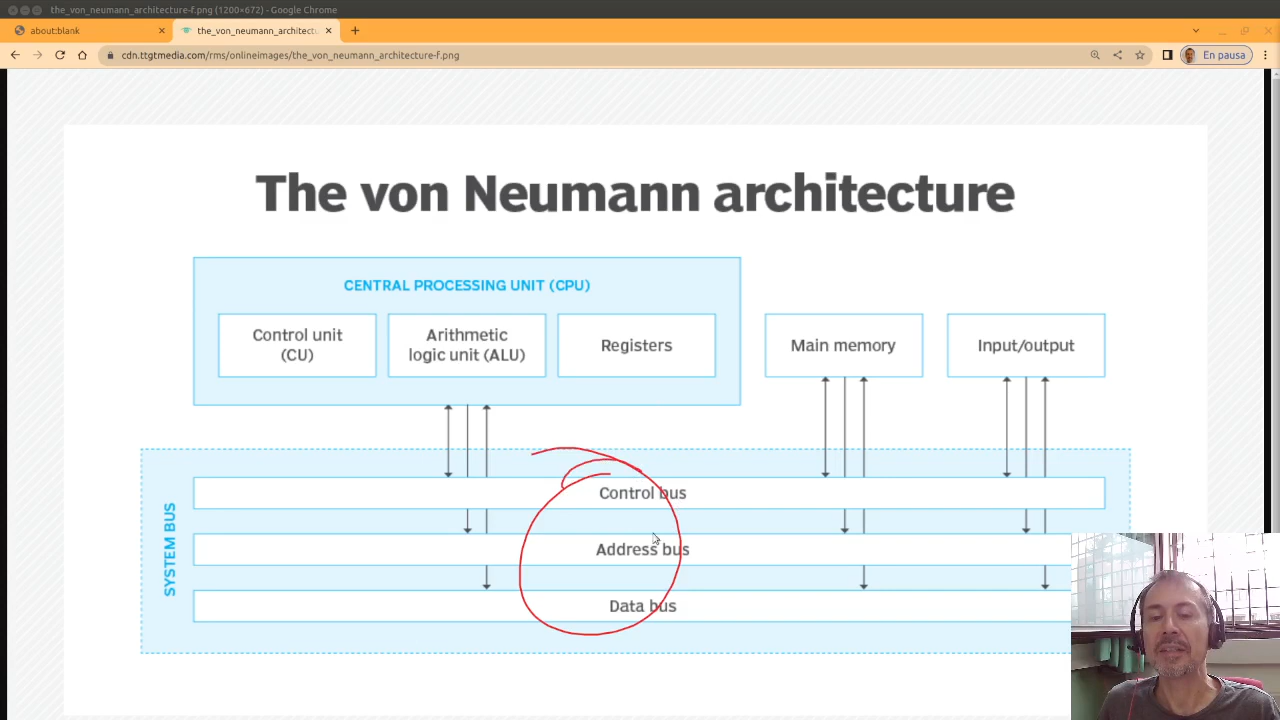 the_von_neumann_architecture-f.png (1200×672) - Google Chrome
about:blank
the_von_neumann_architectu
cdn.ttgtmedia.com/rms/onlineimages/the_von_neumann_architecture-f.png
En pausa
The von Neumann architecture
CENTRAL PROCESSING UNIT (CPU)
Control unit
(CU)
Arithmetic
logic unit (ALU)
Registers
Main memory
Input/output
SYSTEM BUS
Control bus
Address bus
Data bus